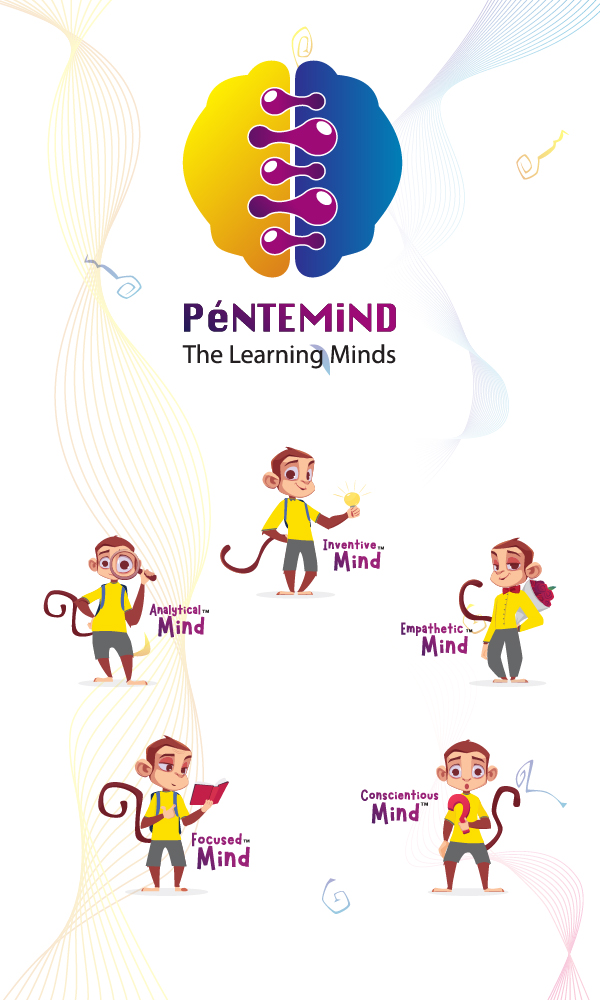 PéNTEMiND
The Learning Minds
Inventive™
Mind
Analytical™
Mind
Empathetic™
Mind
Conscientious
Mind™
Focused™
Mind